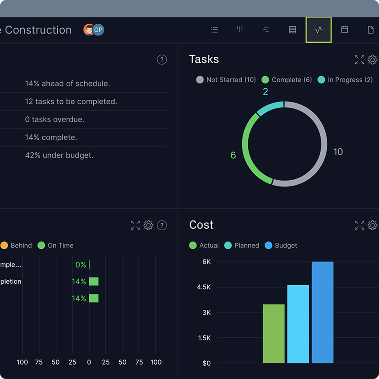 e Construction
GP
Tasks
Not Started (10) Complete (6) In Progress (2)
14% ahead of schedule.
12 tasks to be completed.
0 tasks overdue.
14% complete.
42% under budget.
2
6
10
Behind On Time
mple...
0%
pletion
14%
14%
100 75 50 25 0 25 50 75 100
Cost
Actual Planned Budget
6K
4.5K
3K
1.5K
$0